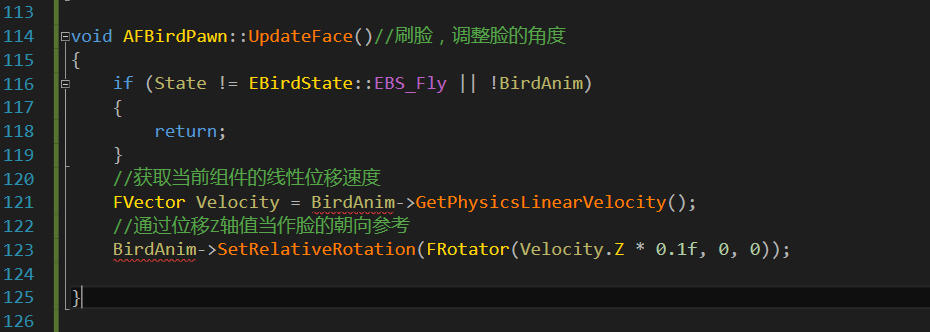 113
114 void AFBirdPawn::UpdateFace()//刷脸，调整脸的角度
115 {
116 if (State != EBirdState::EBS_Fly || !BirdAnim)
117 {
118 return;
119 }
120 //获取当前组件的线性位移速度
121 FVector Velocity = BirdAnim->GetPhysicsLinearVelocity();
122 //通过位移Z轴值当作脸的朝向参考
123 BirdAnim->SetRelativeRotation(FRotator(Velocity.Z * 0.1f, 0, 0));
124
125 }
126